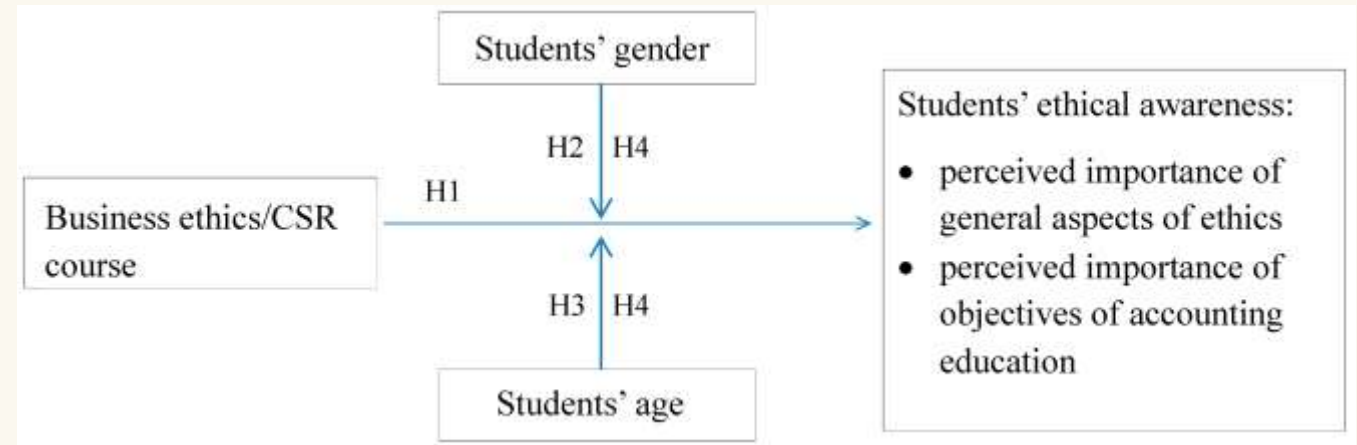 Students’ gender
H2 H4
H1
Business ethics/CSR
course
H3 H4
Students’ age
Students’ ethical awareness:
• perceived importance of
general aspects of ethics
• perceived importance of
objectives of accounting
education